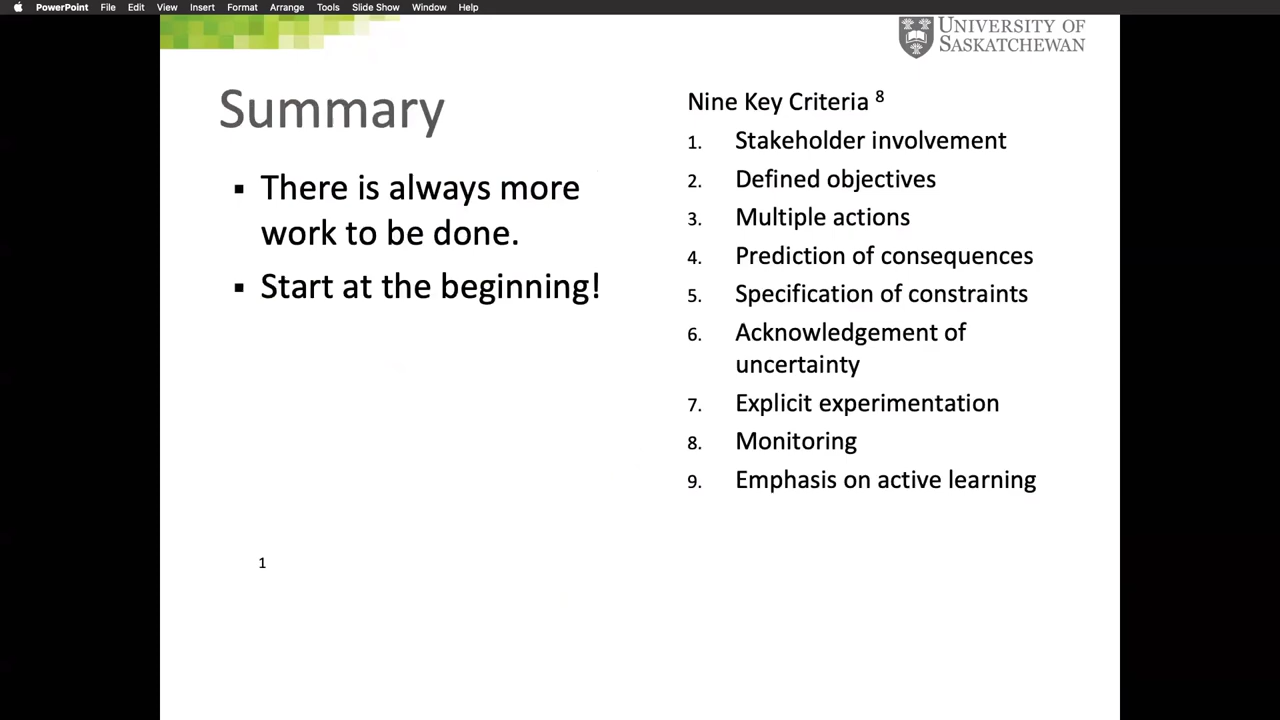 PowerPoint File Edit View Insert Format Arrange Tools Slide Show Window Help
UNIVERSITY OF
SASKATCHEWAN
Summary
▪ There is always more
work to be done.
▪ Start at the beginning!
Nine Key Criteria 8
1. Stakeholder involvement
2. Defined objectives
3. Multiple actions
4. Prediction of consequences
5. Specification of constraints
6. Acknowledgement of
uncertainty
7. Explicit experimentation
8. Monitoring
9. Emphasis on active learning
1